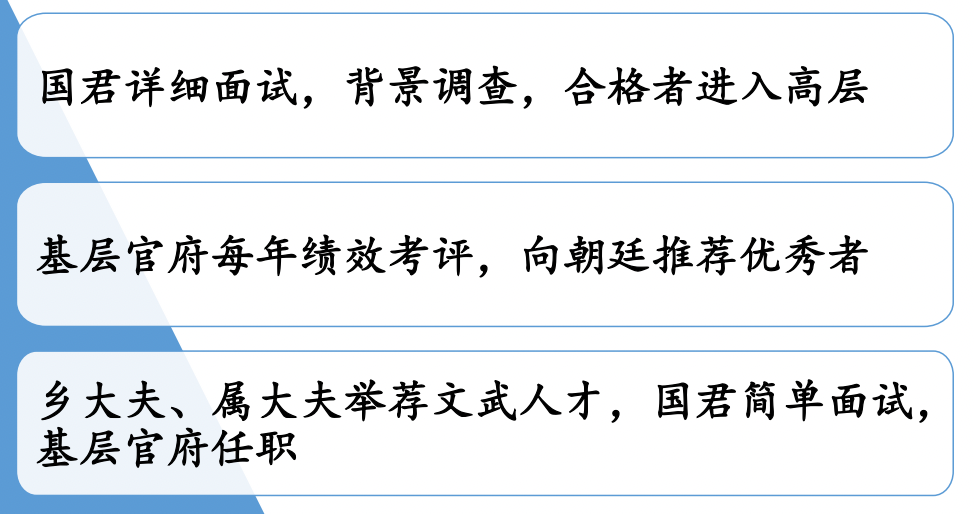 国君详细面试，背景调查，合格者进入高层
基层官府每年绩效考评，向朝廷推荐优秀者
乡大夫、属大夫举荐文武人才，国君简单面试，
基层官府任职